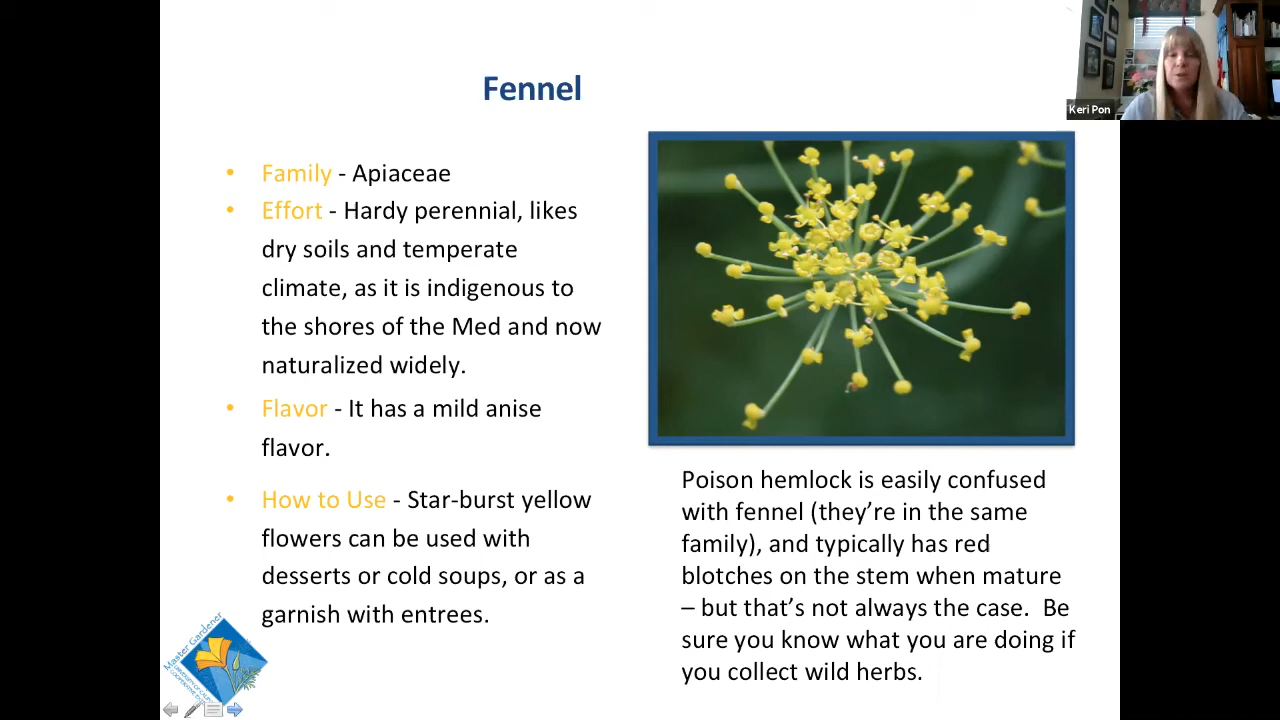 Fennel
Keri Pon
• Family - Apiaceae
• Effort - Hardy perennial, likes
dry soils and temperate
climate, as it is indigenous to
the shores of the Med and now
naturalized widely.
• Flavor - It has a mild anise
flavor.
• How to Use - Star-burst yellow
flowers can be used with
desserts or cold soups, or as a
garnish with entrees.
Poison hemlock is easily confused
with fennel (they’re in the same
family), and typically has red
blotches on the stem when mature
– but that’s not always the case.  Be
sure you know what you are doing if
you collect wild herbs.
Master Gardener